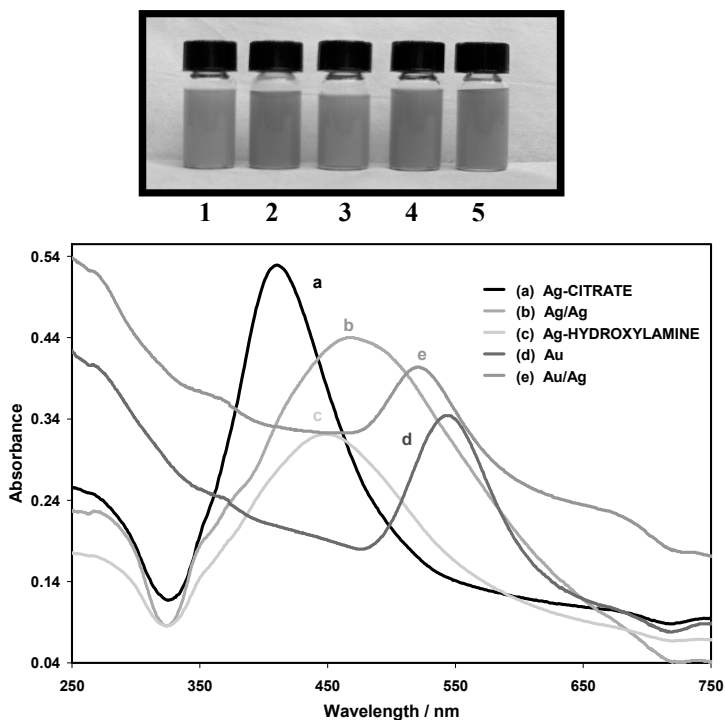 1 2 3 4 5
0.54
0.44
0.34
0.24
0.14
0.04
Absorbance
a
b
c
d
e
(a) Ag-CITRATE
(b) Ag/Ag
(c) Ag-HYDROXYLAMINE
(d) Au
(e) Au/Ag
250 350 450 550 650 750
Wavelength / nm